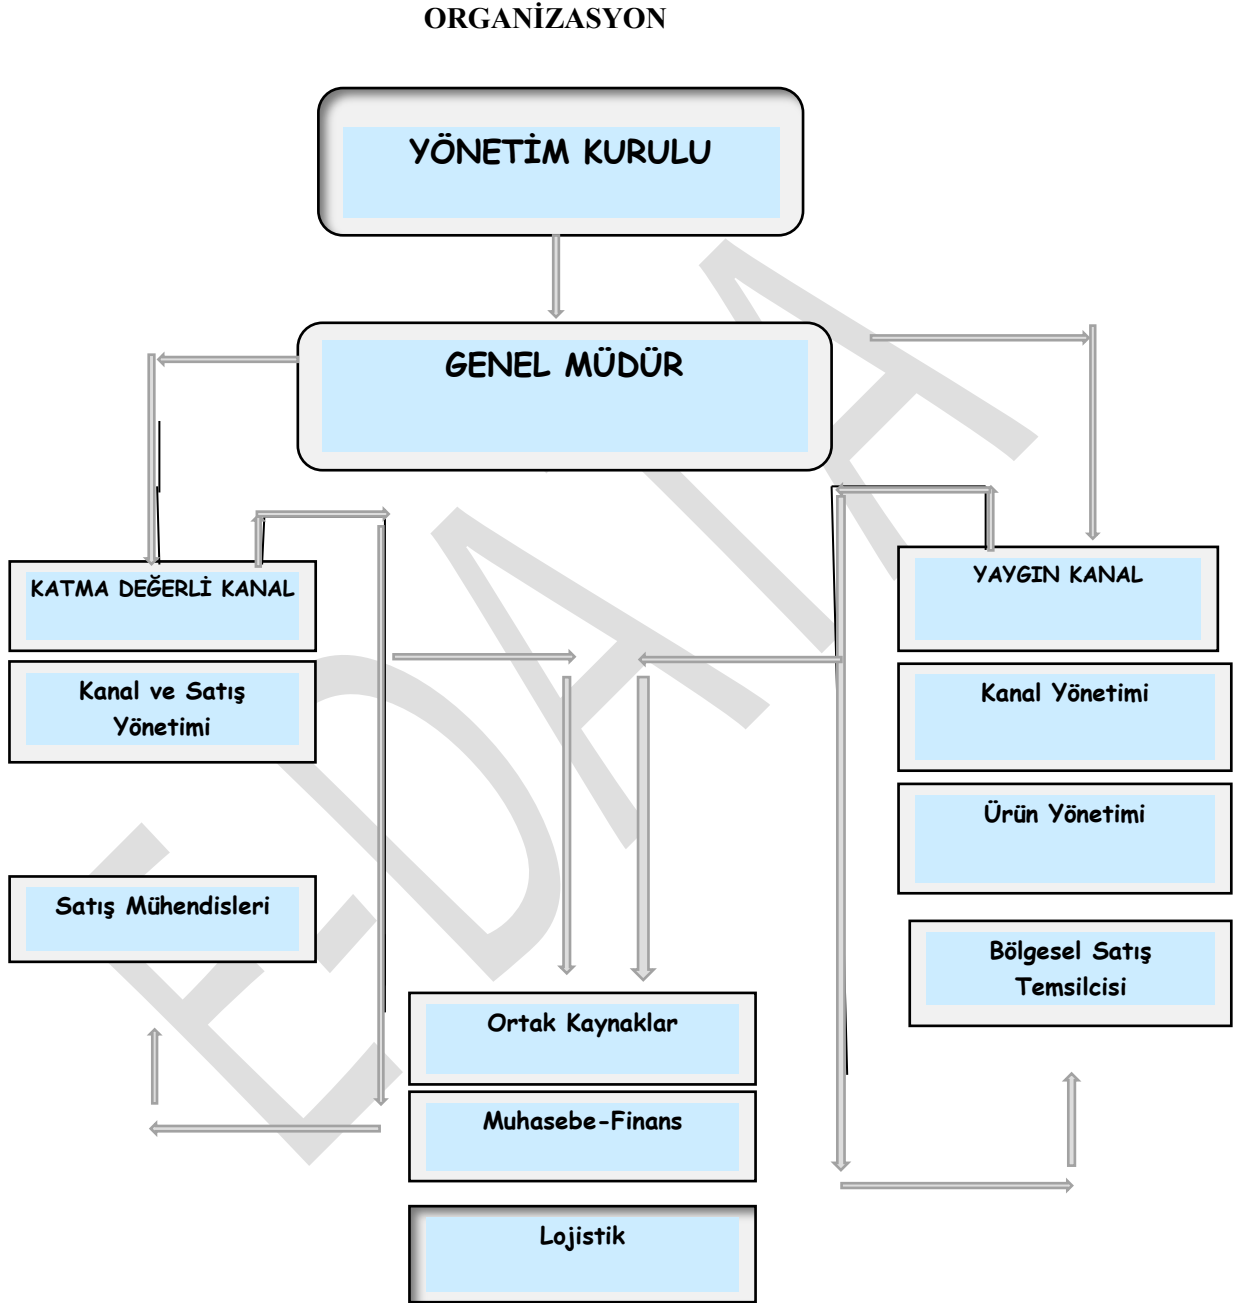 ORGANİZASYON
YÖNETİM KURULU
GENEL MÜDÜR
KATMA DEĞERLİ KANAL
Kanal ve Satış
Yönetimi
Satış Mühendisleri
YAYGIN KANAL
Kanal Yönetimi
Ürün Yönetimi
Bölgesel Satış
Temsilcisi
Ortak Kaynaklar
Muhasebe-Finans
Lojistik
EDATA